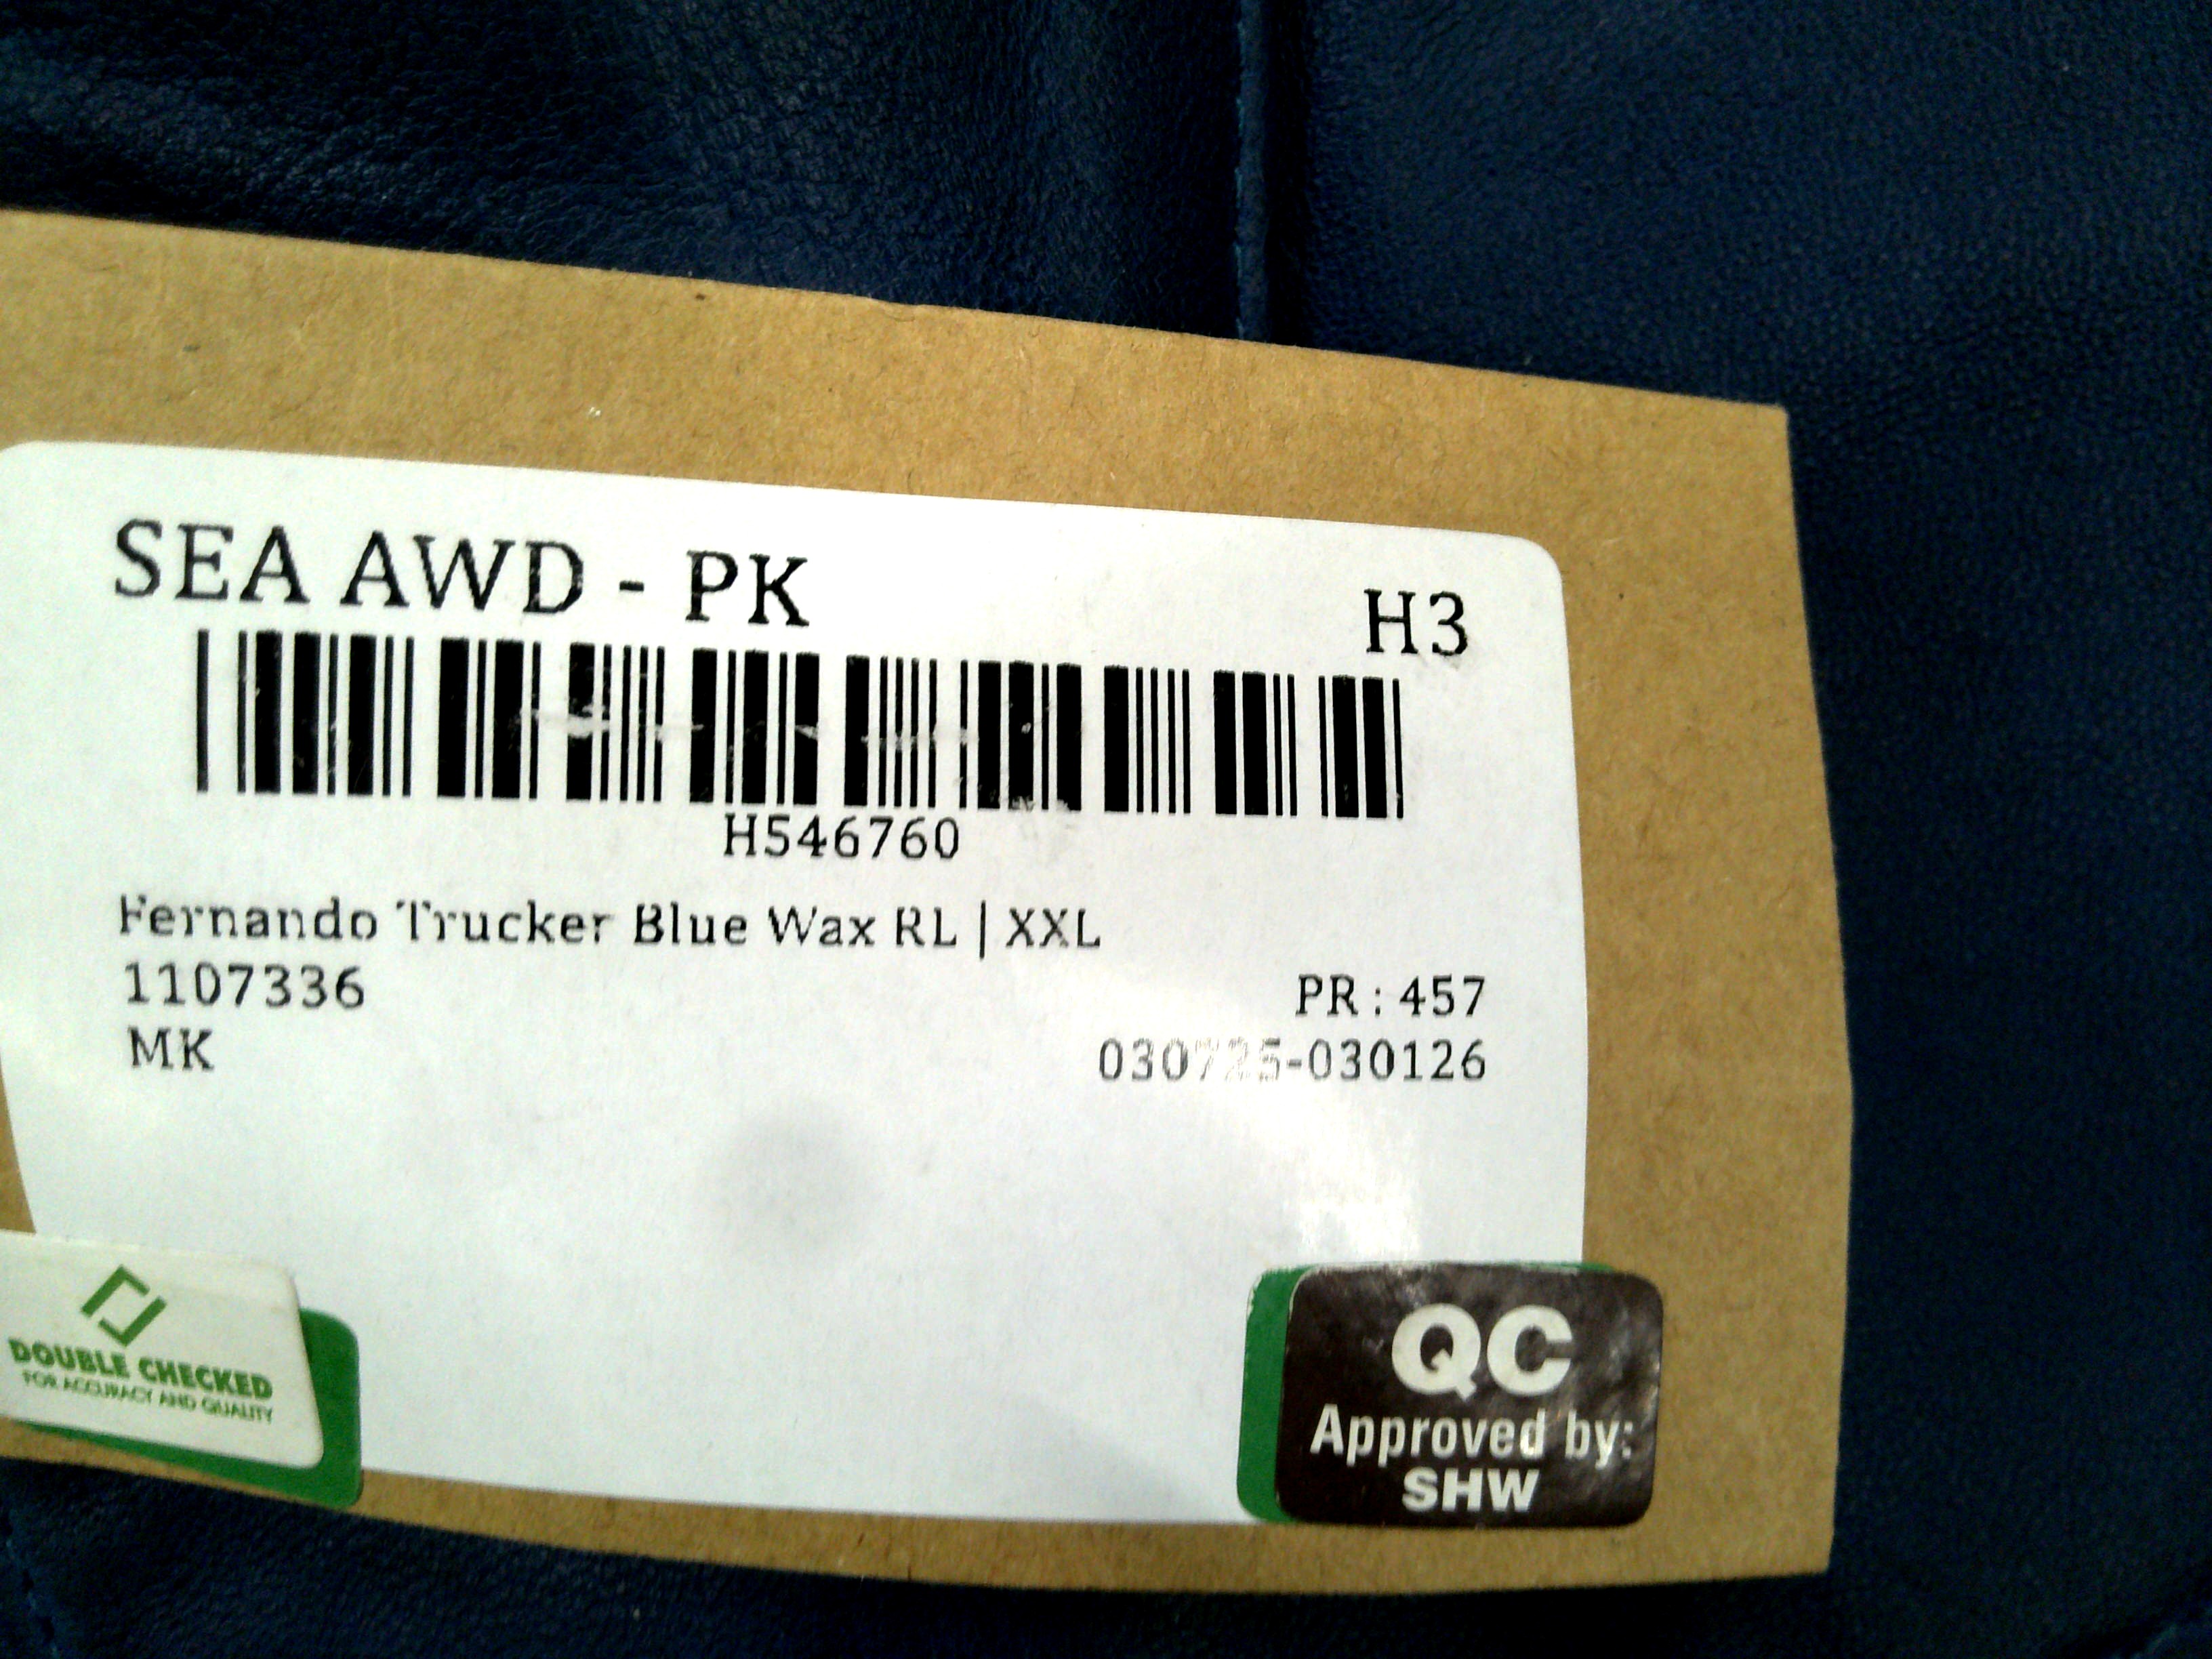 SEA AWD - PK
H3
H546760
Fernando Trucker Blue Wax RL | XXL
1107336
PR : 457
MK
030725-030126
DOUBLE CHECKED
FOR ACCURACY AND QUALITY
QC
Approved by:
SHW